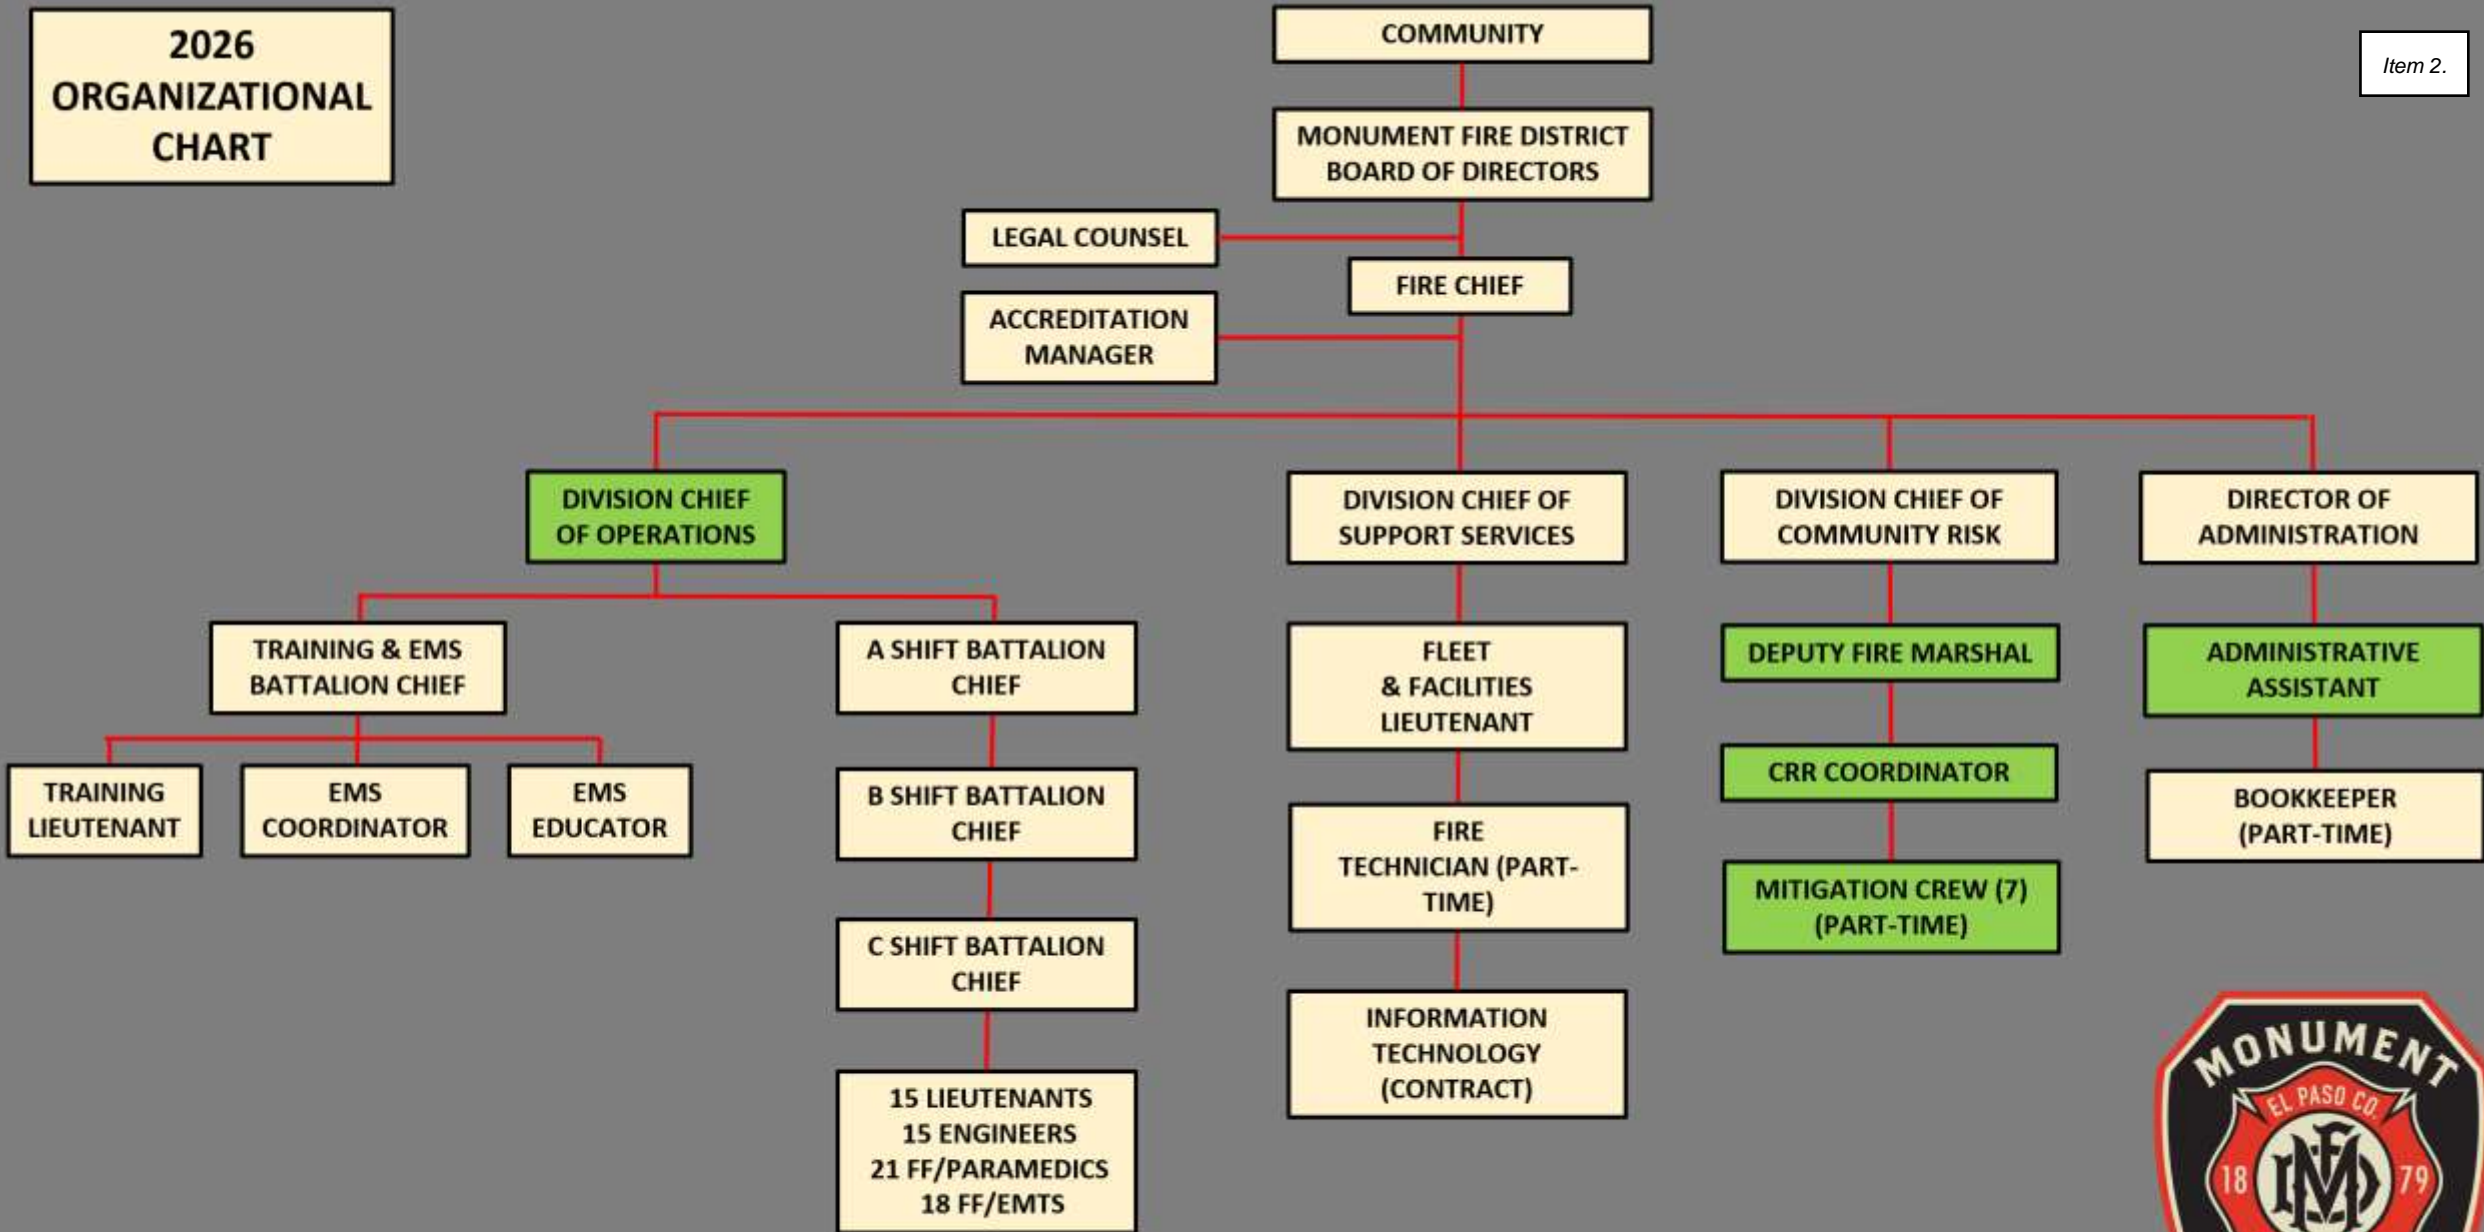 2026
ORGANIZATIONAL
CHART
COMMUNITY
Item 2.
MONUMENT FIRE DISTRICT
BOARD OF DIRECTORS
LEGAL COUNSEL
FIRE CHIEF
ACCREDITATION
MANAGER
DIVISION CHIEF
OF OPERATIONS
DIVISION CHIEF OF
SUPPORT SERVICES
DIVISION CHIEF OF
COMMUNITY RISK
DIRECTOR OF
ADMINISTRATION
TRAINING & EMS
BATTALION CHIEF
A SHIFT BATTALION
CHIEF
FLEET
& FACILITIES
LIEUTENANT
DEPUTY FIRE MARSHAL
ADMINISTRATIVE
ASSISTANT
TRAINING
LIEUTENANT
EMS
COORDINATOR
EMS
EDUCATOR
B SHIFT BATTALION
CHIEF
FIRE
TECHNICIAN (PART-
TIME)
CRR COORDINATOR
BOOKKEEPER
(PART-TIME)
C SHIFT BATTALION
CHIEF
MITIGATION CREW (7)
(PART-TIME)
INFORMATION
TECHNOLOGY
(CONTRACT)
15 LIEUTENANTS
15 ENGINEERS
21 FF/PARAMEDICS
18 FF/EMTS
MONUMENT
EL PASO CO.
18 79
MFD